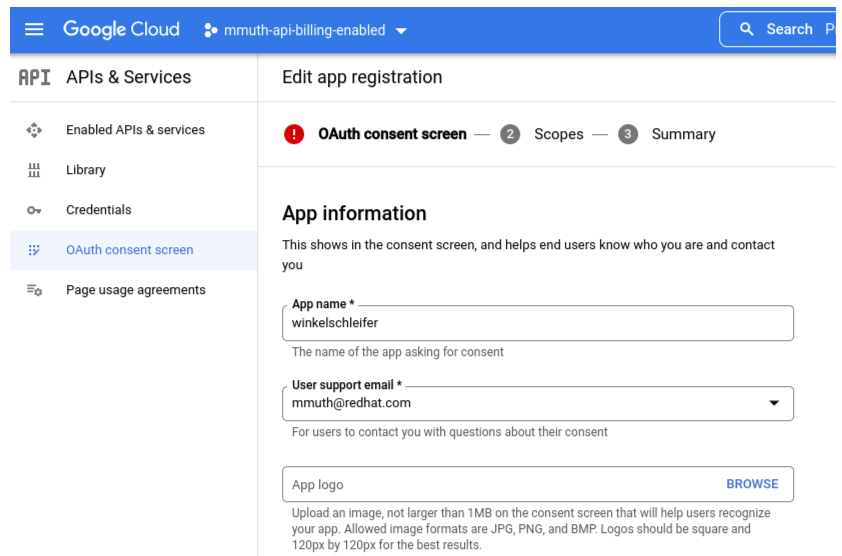 Google Cloud mmuth-api-billing-enabled Search
API APIs & Services
Edit app registration
Enabled APIs & services
Library
Credentials
OAuth consent screen
Page usage agreements
! OAuth consent screen — 2 Scopes — 3 Summary
App information
This shows in the consent screen, and helps end users know who you are and contact
you
App name *
winkelschleifer
The name of the app asking for consent
User support email *
mmuth@redhat.com
For users to contact you with questions about their consent
App logo BROWSE
Upload an image, not larger than 1MB on the consent screen that will help users recognize
your app. Allowed image formats are JPG, PNG, and BMP. Logos should be square and
120px by 120px for the best results.